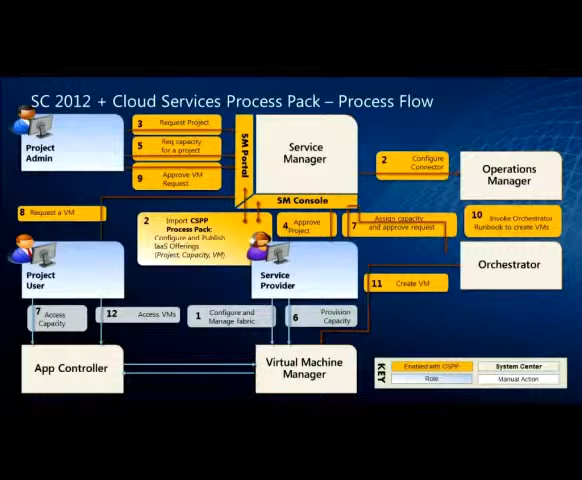 SC 2012 + Cloud Services Process Pack – Process Flow
Project
Admin
3 Request Project
5 Req capacity
for a project
9 Approve VM
Request
SM Portal
Service
Manager
SM Console
2 Configure
Connector
Operations
Manager
8 Request a VM
2 Import CSPP
Process Pack:
Configure and Publish
IaaS Offerings
(Project, Capacity, VM)
4 Approve
Project
7 Assign capacity
and approve request
10 Invoke Orchestrator
Runbook to create VMs
Project
User
Service
Provider
Orchestrator
11 Create VM
7 Access
Capacity
12 Access VMs
1 Configure and
Manage fabric
6 Provision
Capacity
App Controller
Virtual Machine
Manager
KEY
Enabled with CSPP
System Center
Role
Manual Action